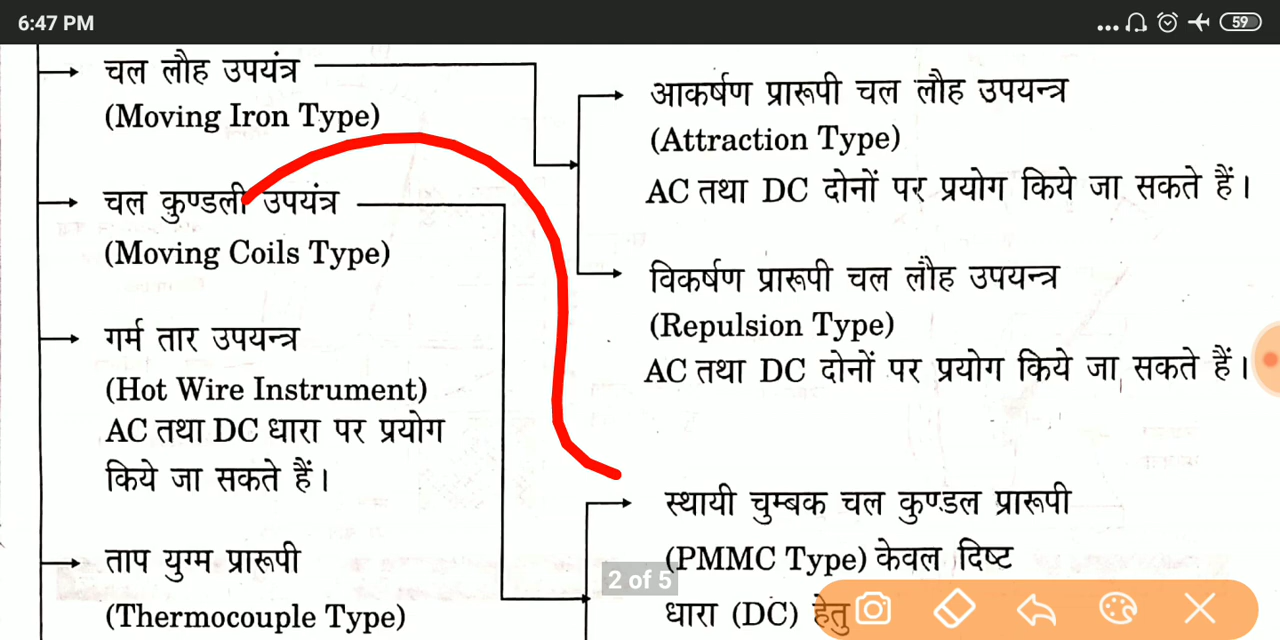 6:47 PM
59
चल लौह उपयंत्र
(Moving Iron Type)
चल कुण्डली उपयंत्र
(Moving Coils Type)
गर्म तार उपयन्त्र
(Hot Wire Instrument)
AC तथा DC धारा पर प्रयोग
किये जा सकते हैं।
ताप युग्म प्रारूपी
(Thermocouple Type)
आकर्षण प्रारूपी चल लौह उपयन्त्र
(Attraction Type)
AC तथा DC दोनों पर प्रयोग किये जा सकते हैं।
विकर्षण प्रारूपी चल लौह उपयन्त्र
(Repulsion Type)
AC तथा DC दोनों पर प्रयोग किये जा सकते हैं।
स्थायी चुम्बक चल कुण्डल प्रारूपी
(PMMC Type) केवल दिष्ट
धारा (DC) हेतु
2 of 5